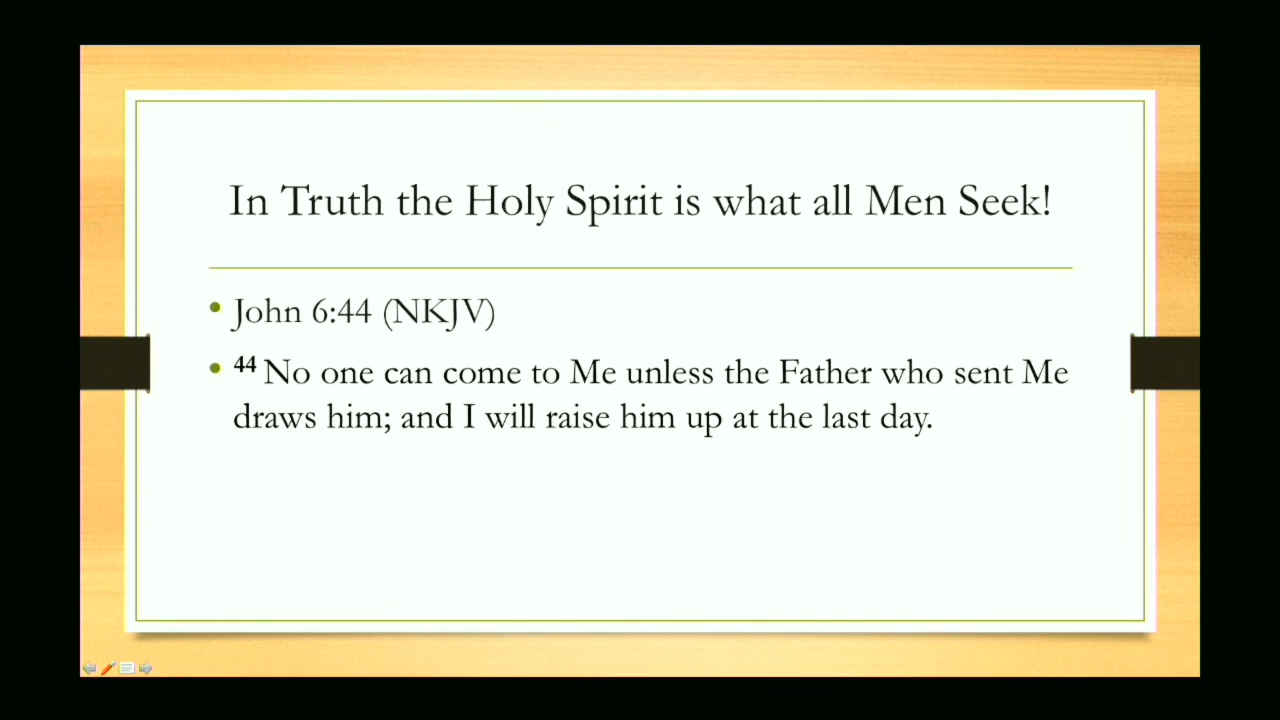 In Truth the Holy Spirit is what all Men Seek!
• John 6:44 (NKJV)
• 44 No one can come to Me unless the Father who sent Me
draws him; and I will raise him up at the last day.